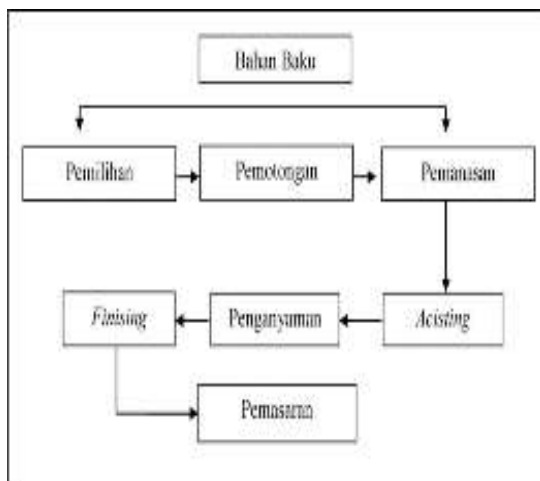 Bahan Baku
Pemilihan
Pemotongan
Pemanasan
Acisting
Penganyaman
Finising
Pemasaran